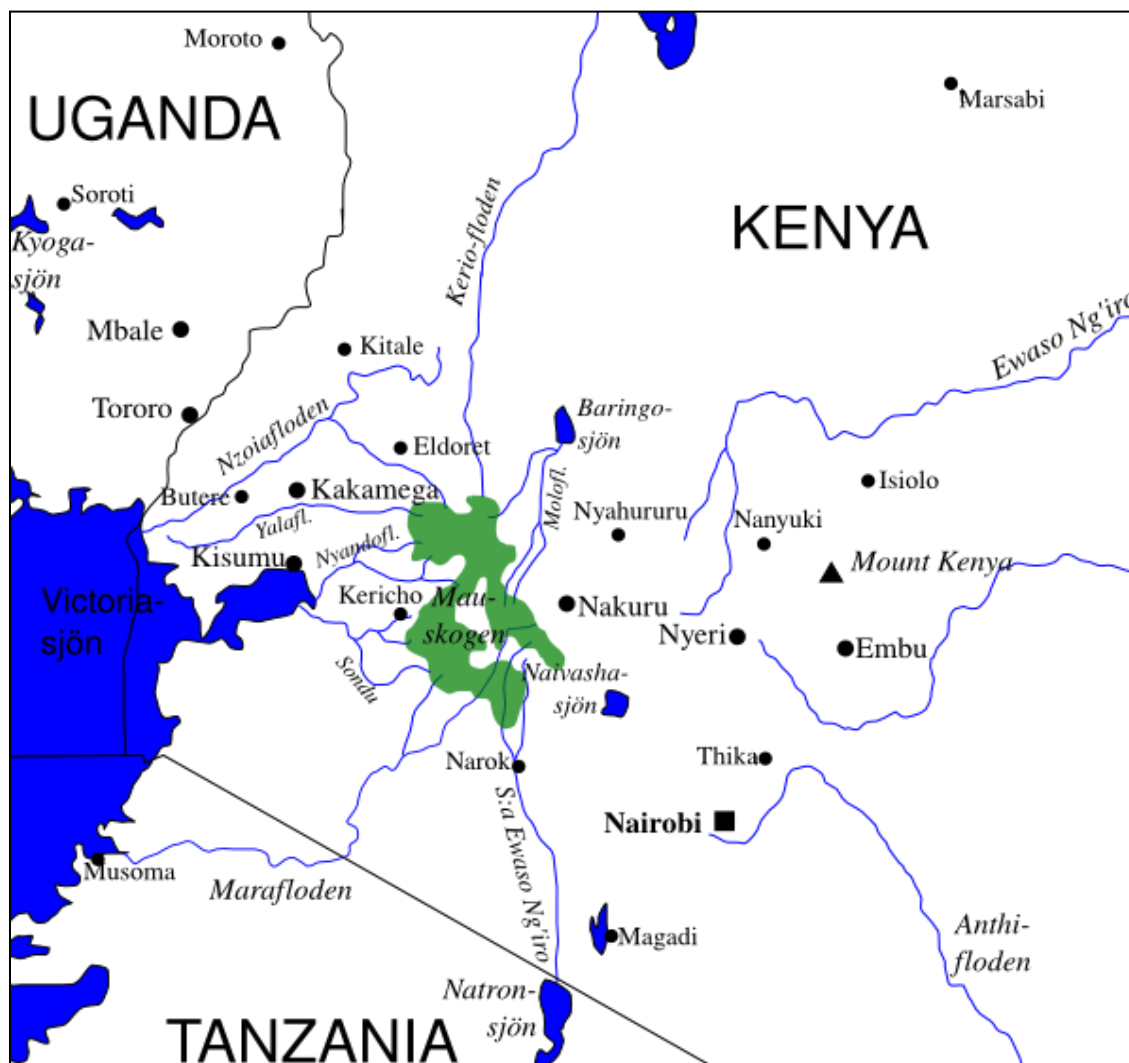 Moroto
Marsabi
UGANDA
Soroti
KENYA
Kyoga-
sjön
Kerio-floden
Mbale
Kitale
Ewaso Ng'iro
Tororo
Nzoiafloden
Baringo-
sjön
Eldoret
Butere
Kakamega
Molofl.
Isiolo
Yalafl.
Nyahururu
Nanyuki
Kisumu
Nyandofl.
Mount Kenya
Victoria-
sjön
Kericho
Mau-
skogen
Nakuru
Nyeri
Embu
Sondu
Naivasha-
sjön
Narok
Thika
S:a Ewaso Ng'iro
Nairobi
Musoma
Marafloden
Magadi
Anthi-
floden
Natron-
sjön
TANZANIA